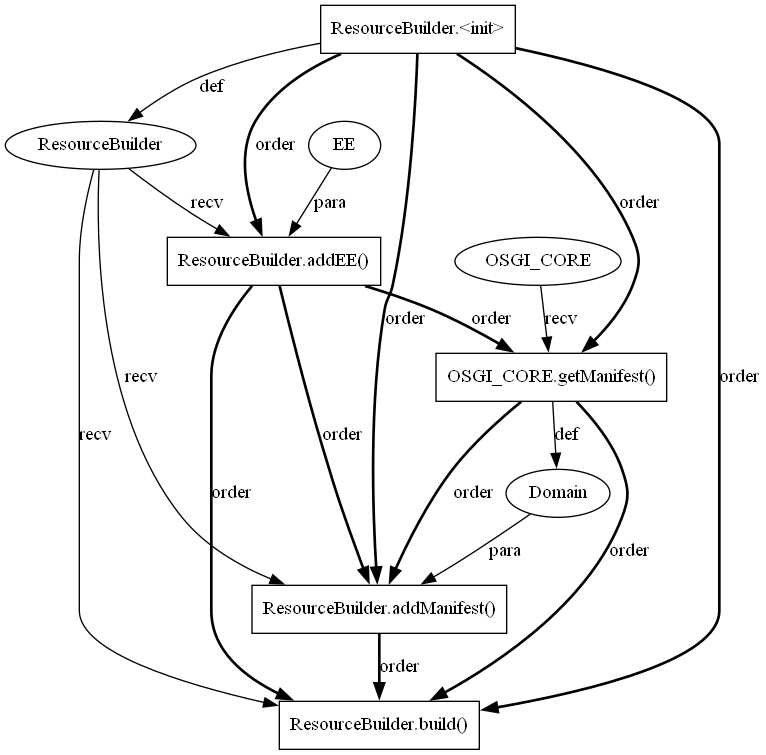 ResourceBuilder.<init>
def
ResourceBuilder
order
EE
recv
para
order
ResourceBuilder.addEE()
OSGI_CORE
order
order
recv
order
recv
OSGI_CORE.getManifest()
recv
order
def
order
order
Domain
order
para
order
ResourceBuilder.addManifest()
order
ResourceBuilder.build()